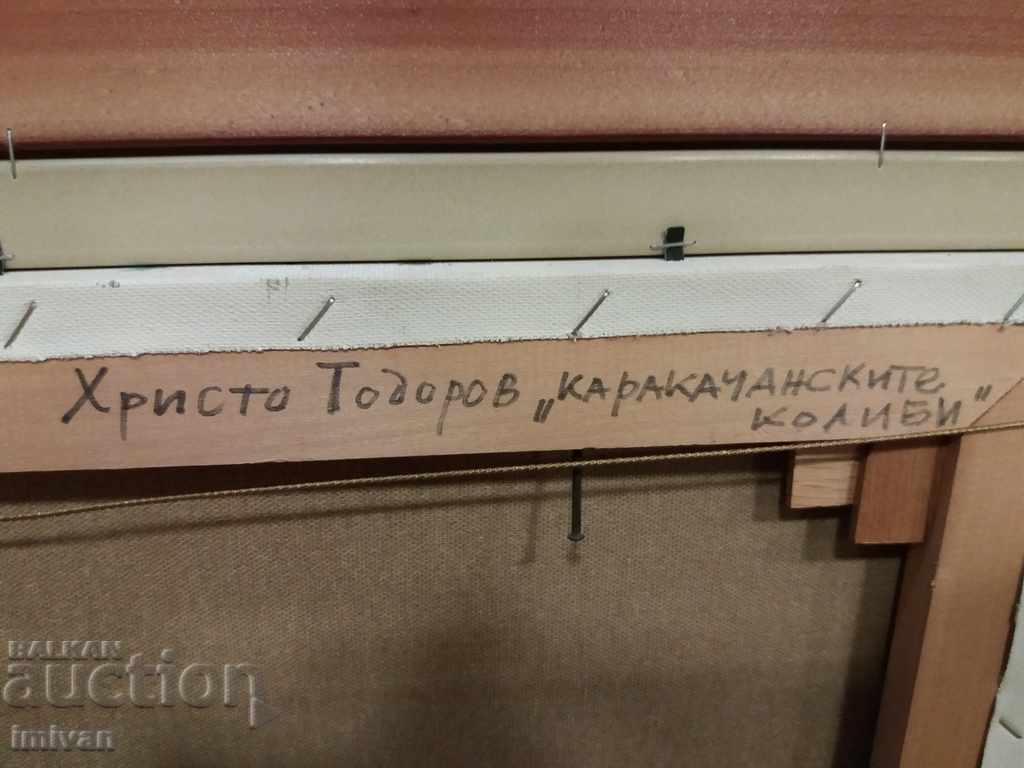 Христо Тодоров „КАРАКАЧАНСКИТЕ
КОЛИБИ"
BALKAN
auction
imivan